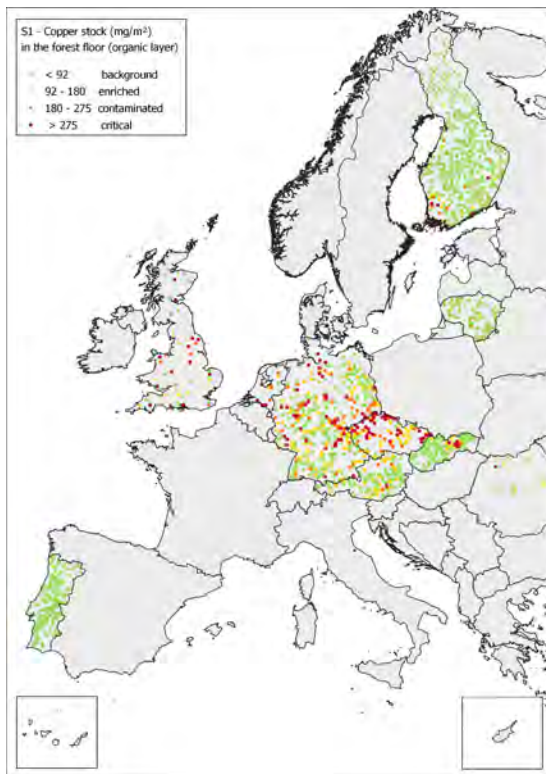 S1 - Copper stock (mg/m²)
in the forest floor (organic layer)
< 92 background
92 - 180 enriched
180 - 275 contaminated
> 275 critical